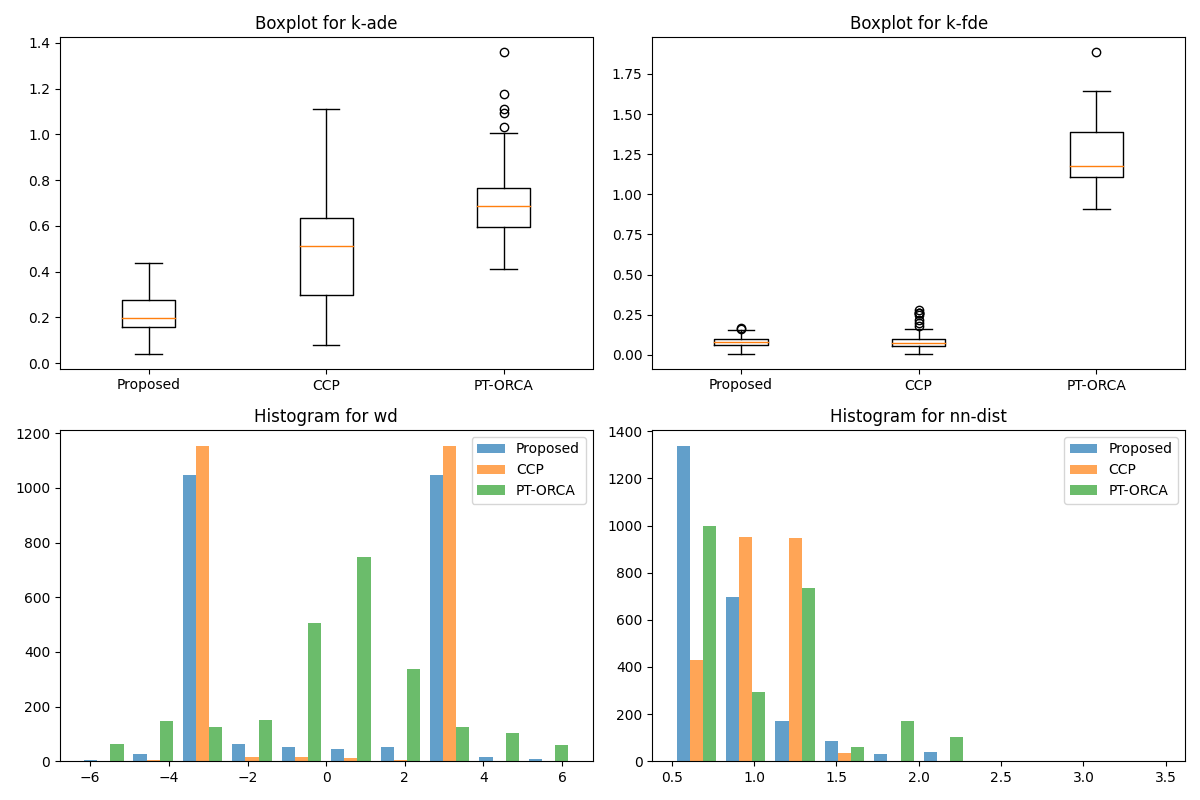 Boxplot for k-ade
1.4
1.2
1.0
0.8
0.6
0.4
0.2
0.0
Proposed CCP PT-ORCA
Boxplot for k-fde
1.75
1.50
1.25
1.00
0.75
0.50
0.25
0.00
Proposed CCP PT-ORCA
Histogram for wd
1200
1000
800
600
400
200
0
−6 −4 −2 0 2 4 6
Proposed
CCP
PT-ORCA
Histogram for nn-dist
1400
1200
1000
800
600
400
200
0
0.5 1.0 1.5 2.0 2.5 3.0 3.5
Proposed
CCP
PT-ORCA